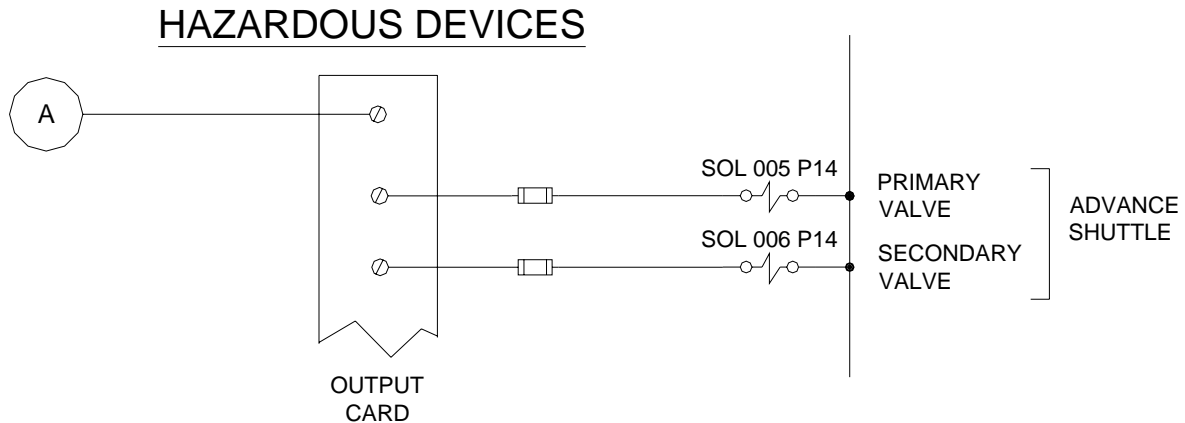 HAZARDOUS DEVICES
A
SOL 005 P14
PRIMARY
VALVE
SOL 006 P14
SECONDARY
VALVE
ADVANCE
SHUTTLE
OUTPUT
CARD